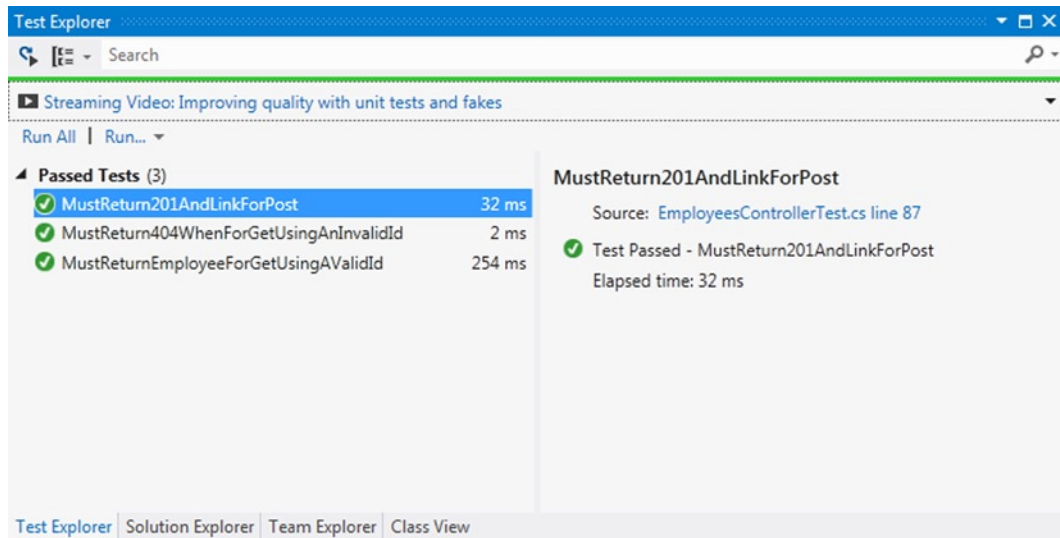 Test Explorer
Search
Streaming Video: Improving quality with unit tests and fakes
Run All | Run...
Passed Tests (3)
MustReturn201AndLinkForPost 32 ms
MustReturn404WhenForGetUsingAnInvalidId 2 ms
MustReturnEmployeeForGetUsingAValidId 254 ms
MustReturn201AndLinkForPost
Source: EmployeesControllerTest.cs line 87
Test Passed - MustReturn201AndLinkForPost
Elapsed time: 32 ms
Test Explorer Solution Explorer Team Explorer Class View